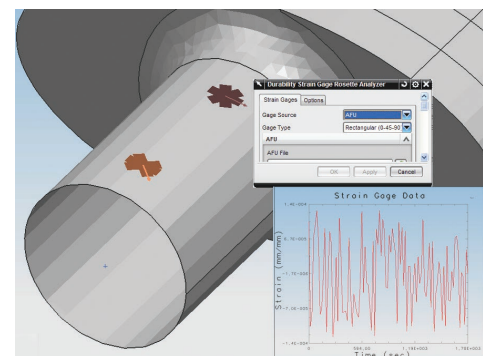 Durability Strain Gage Rosette Analyzer
Strain Gages Options
Gage Source AFU
Gage Type Rectangular (0-45-90
AFU
AFU File
OK Apply Cancel
Strain Gage Data
Strain (mm/mm)
Time (sec)